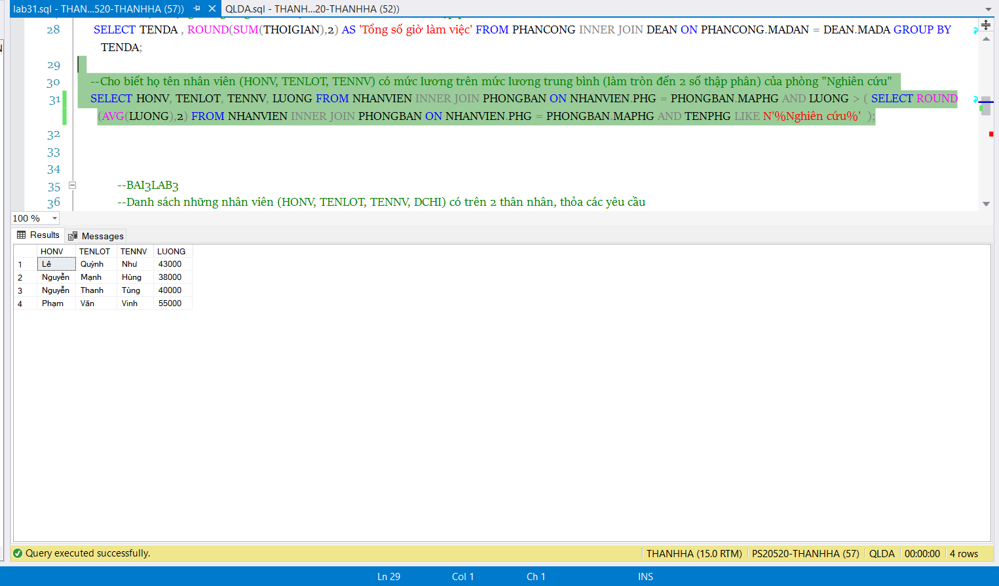 lab31.sql - THAN...520-THANHHA (57))
QLDA.sql - THANH...20-THANHHA (52))
28 SELECT TENDA , ROUND(SUM(THOIGIAN),2) AS 'Tổng số giờ làm việc' FROM PHANCONG INNER JOIN DEAN ON PHANCONG.MADAN = DEAN.MADA GROUP BY
TENDA;
29
30 --Cho biết họ tên nhân viên (HONV, TENLOT, TENNV) có mức lương trên mức lương trung bình (làm tròn đến 2 số thập phân) của phòng "Nghiên cứu"
31 SELECT HONV, TENLOT, TENNV, LUONG FROM NHANVIEN INNER JOIN PHONGBAN ON NHANVIEN.PHG = PHONGBAN.MAPHG AND LUONG > ( SELECT ROUND
(AVG(LUONG),2) FROM NHANVIEN INNER JOIN PHONGBAN ON NHANVIEN.PHG = PHONGBAN.MAPHG AND TENPHG LIKE N'%Nghiên cứu%' );
32
33
34
35 --BAI3LAB3
36 --Danh sách những nhân viên (HONV, TENLOT, TENNV, DCHI) có trên 2 thân nhân, thỏa các yêu cầu
100 %
Results Messages
HONV TENLOT TENNV LUONG
1 Lê Quỳnh Như 43000
2 Nguyễn Mạnh Hùng 38000
3 Nguyễn Thanh Tùng 40000
4 Phạm Văn Vinh 55000
Query executed successfully. THANHHA (15.0 RTM) PS20520-THANHHA (57) QLDA 00:00:00 4 rows
Ln 29 Col 1 Ch 1 INS